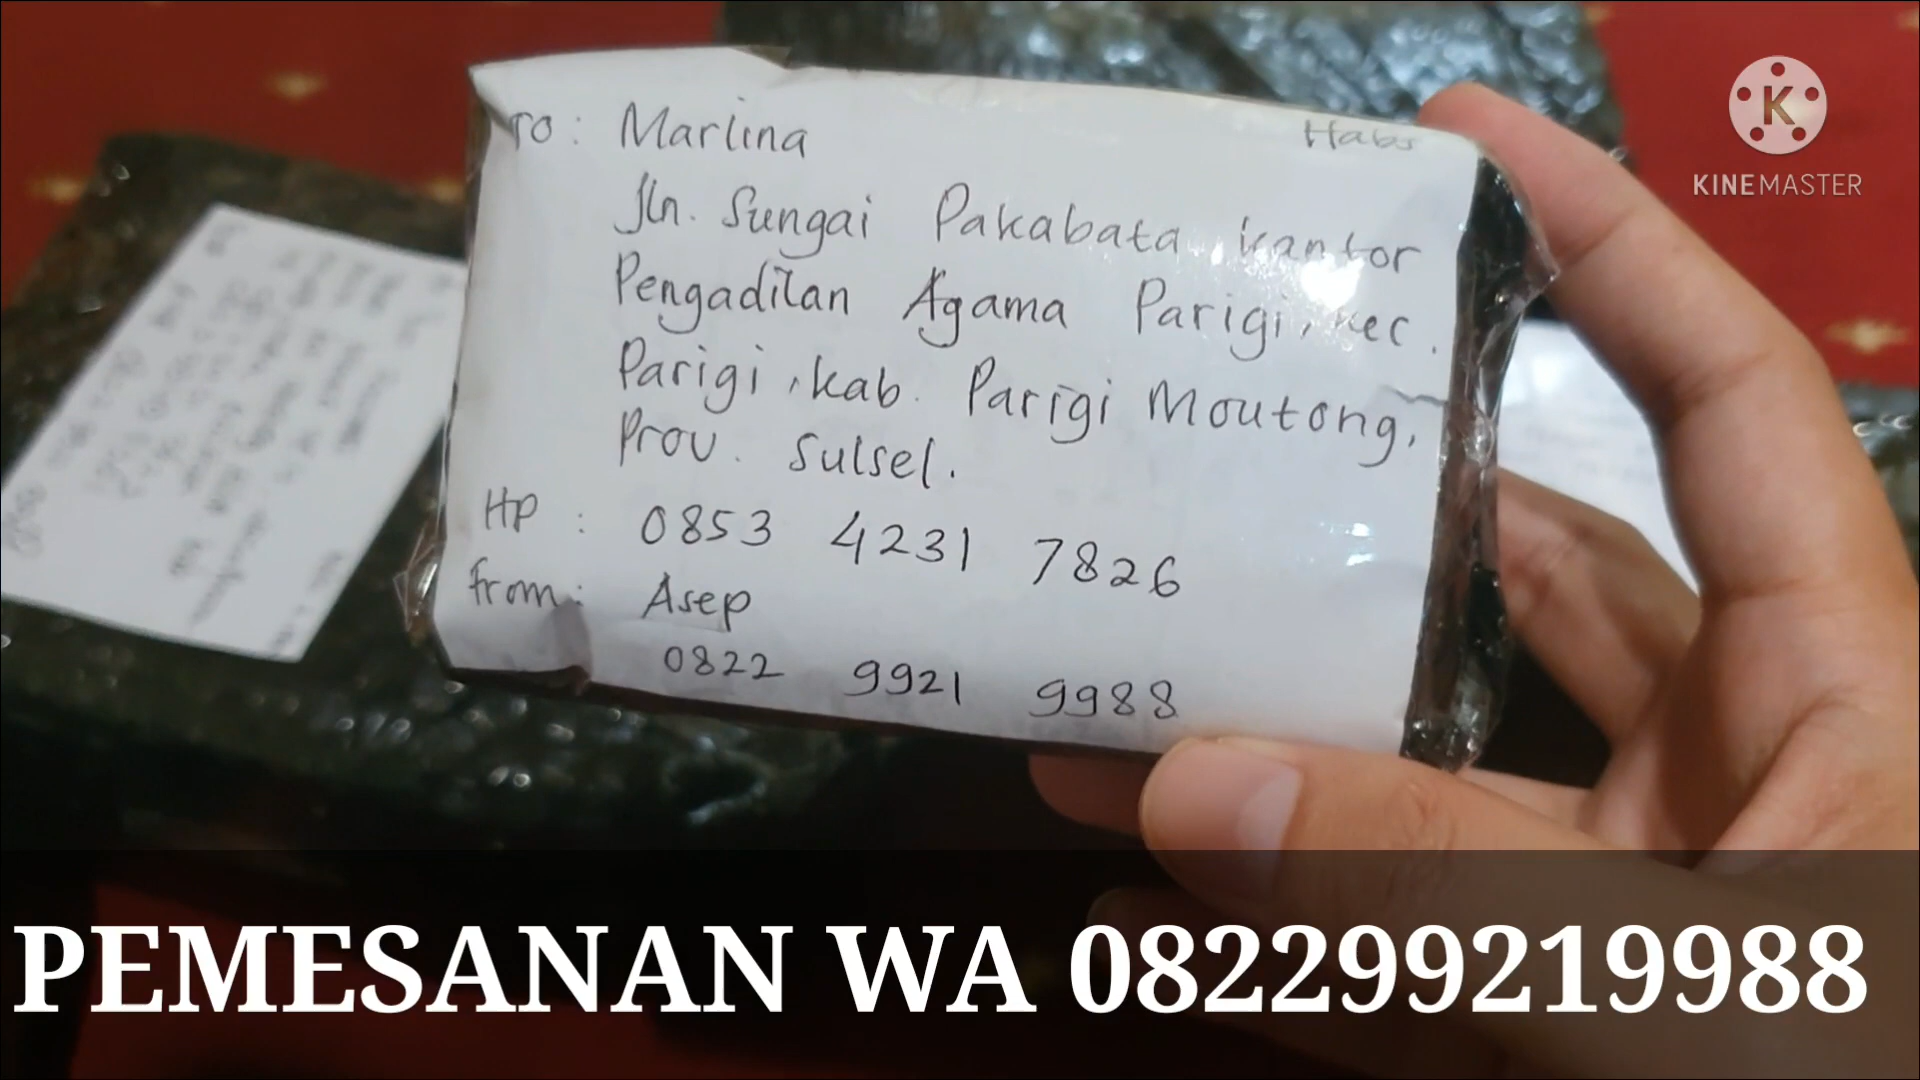 To : Marlina
Habs
Jln. Sungai Pakabata kantor
Pengadilan Agama Parigi, kec.
Parigi, kab. Parigi Moutong,
Prov. Sulsel.
Hp : 0853 4231 7826
from : Asep
0822 9921 9988
K
KINEMASTER
PEMESANAN WA 082299219988